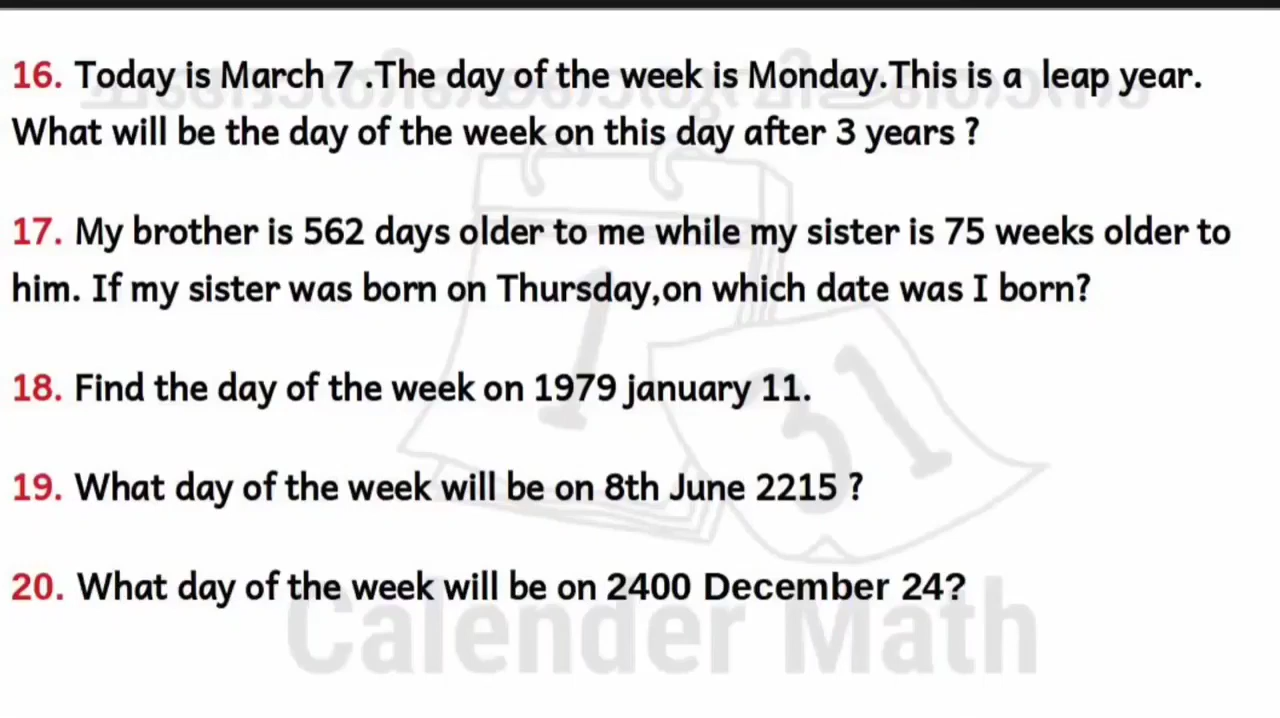 16. Today is March 7 .The day of the week is Monday.This is a leap year.
What will be the day of the week on this day after 3 years ?
17. My brother is 562 days older to me while my sister is 75 weeks older to
him. If my sister was born on Thursday,on which date was I born?
18. Find the day of the week on 1979 january 11.
19. What day of the week will be on 8th June 2215 ?
20. What day of the week will be on 2400 December 24?
1
31
Calender Math